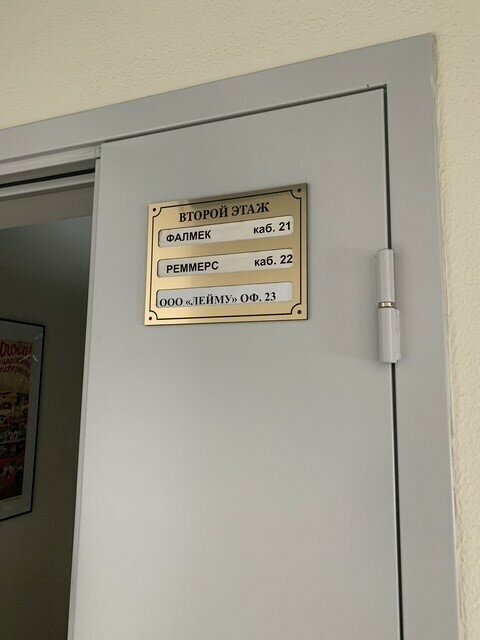 ВТОРОЙ ЭТАЖ
ФАЛМЕК каб. 21
РЕММЕРС каб. 22
ООО «ЛЕЙМУ» ОФ. 23